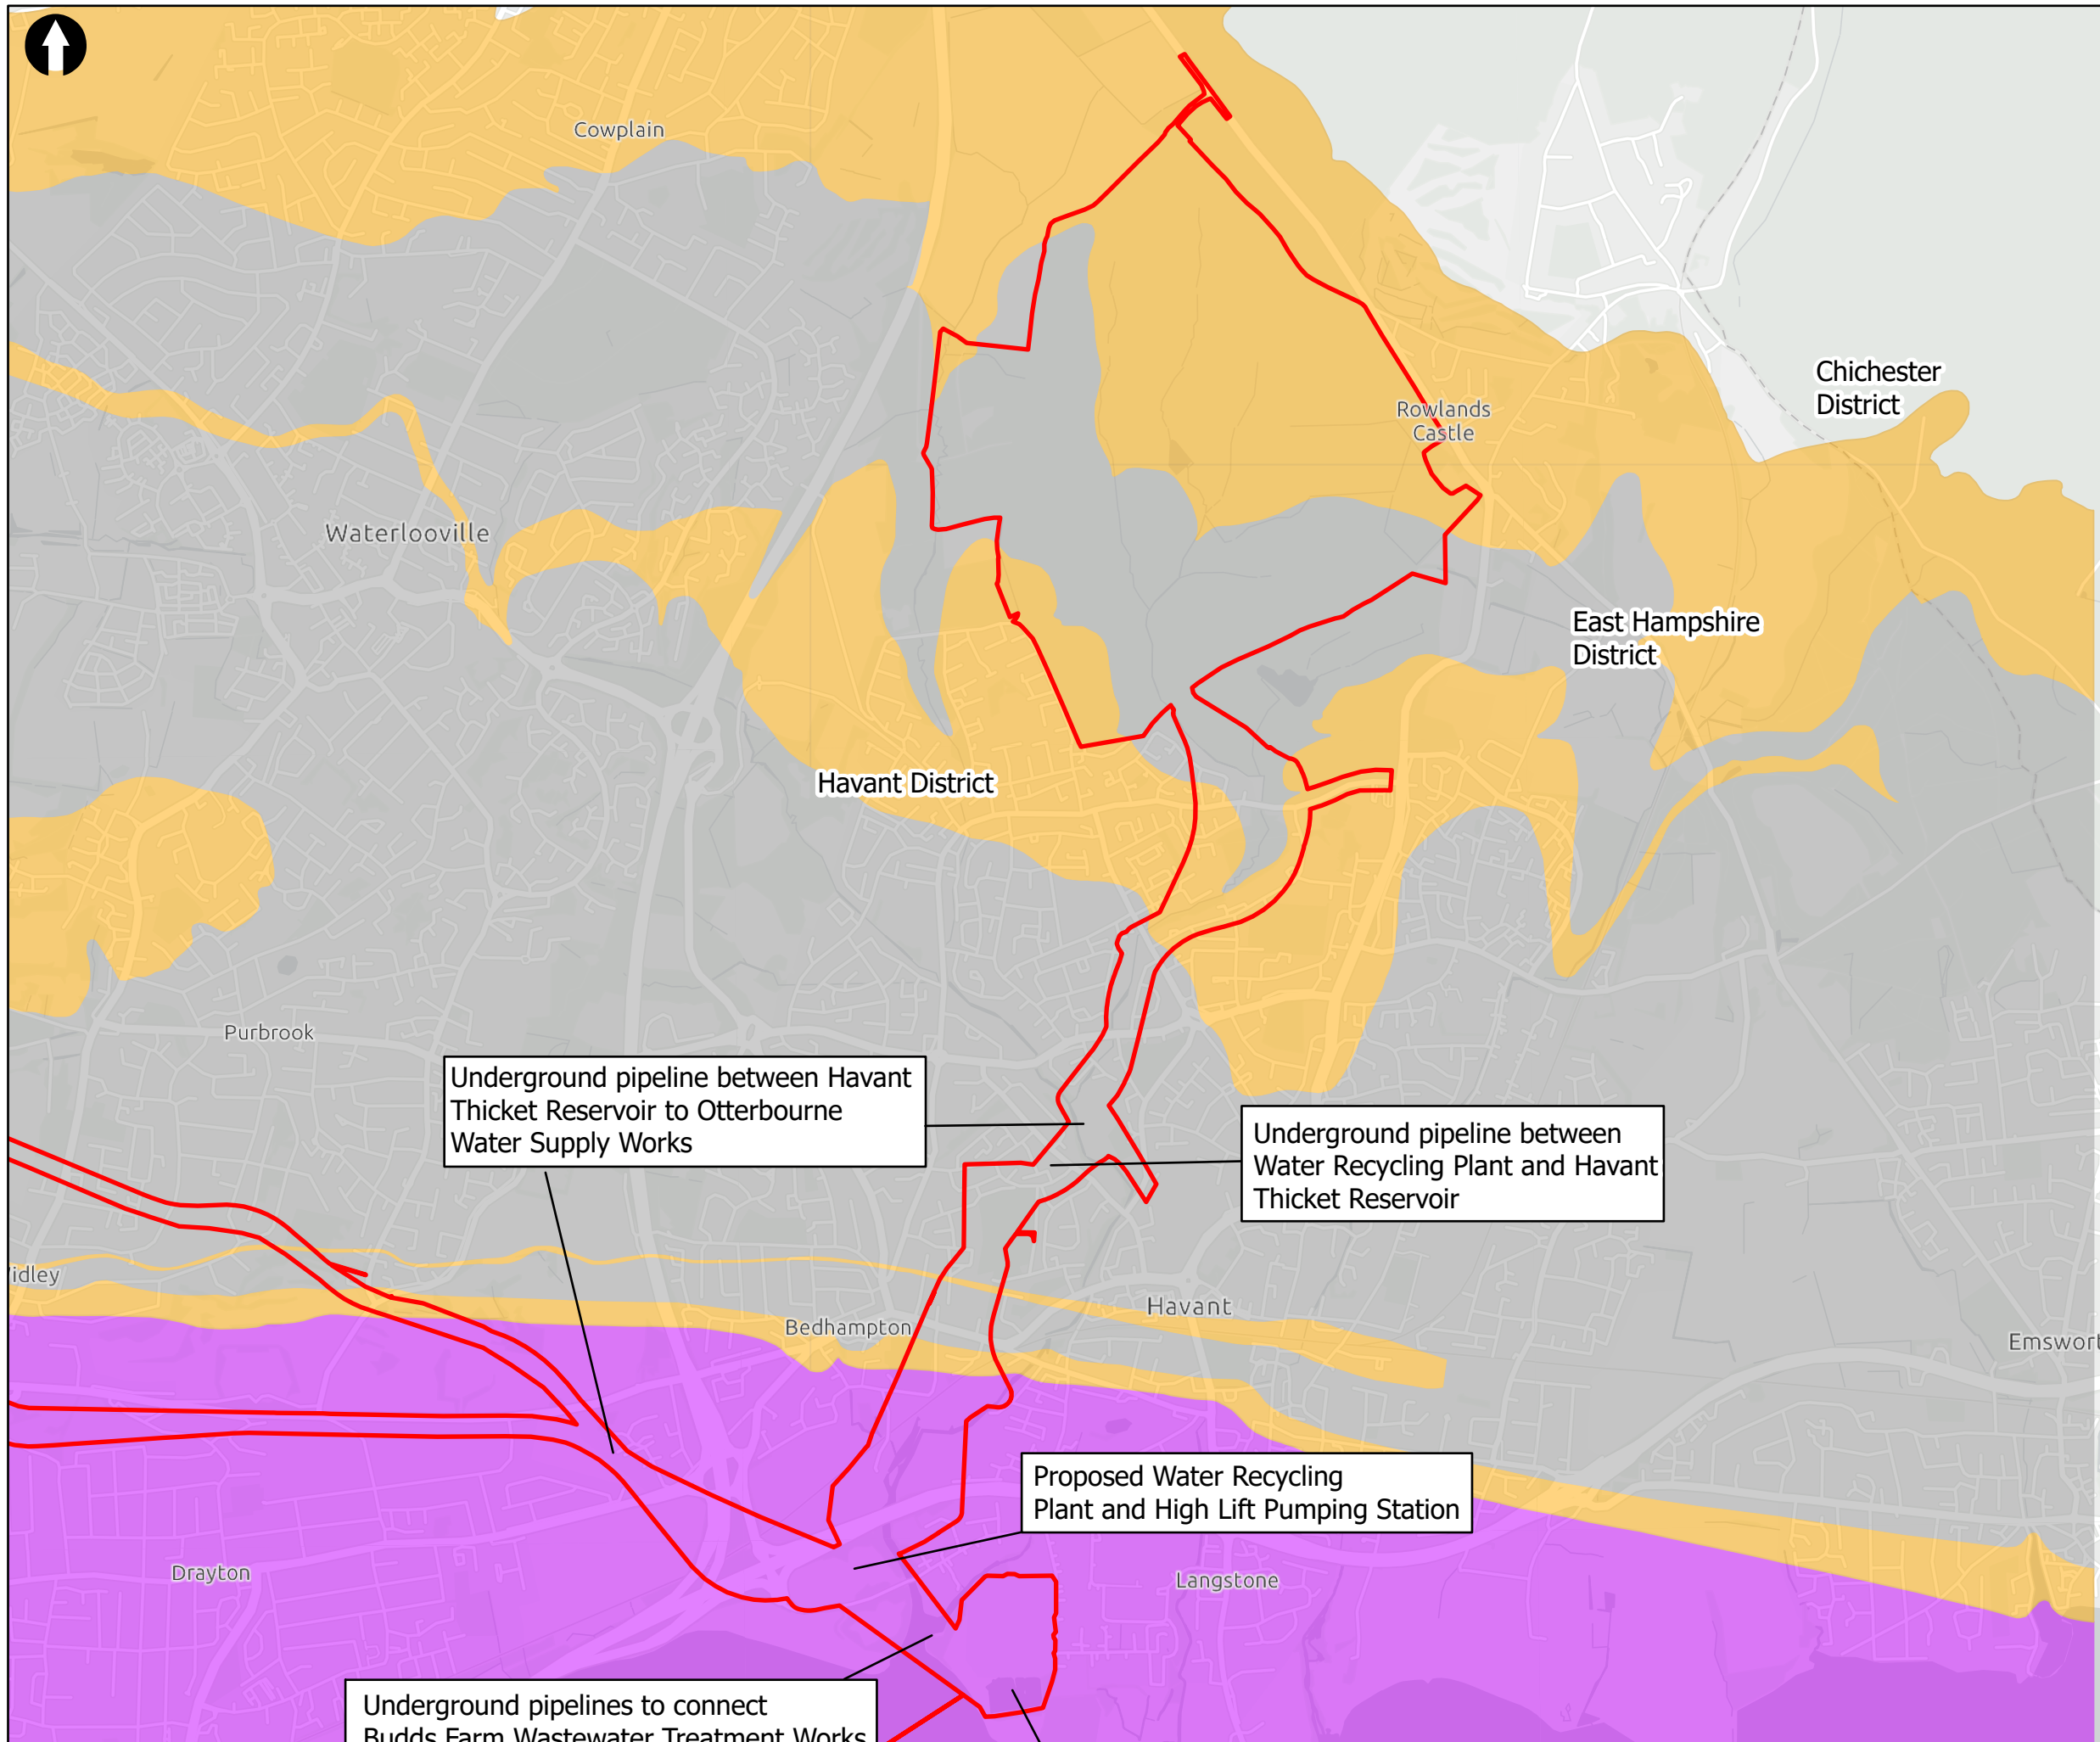 Cowplain
Chichester
District
Rowlands
Castle
Waterlooville
East Hampshire
District
Havant District
Purbrook
Underground pipeline between Havant
Thicket Reservoir to Otterbourne
Water Supply Works
Underground pipeline between
Water Recycling Plant and Havant
Thicket Reservoir
idley
Havant
Bedhampton
Emswort
Proposed Water Recycling
Plant and High Lift Pumping Station
Drayton
Langstone
Underground pipelines to connect
Budds Farm Wastewater Treatment Works